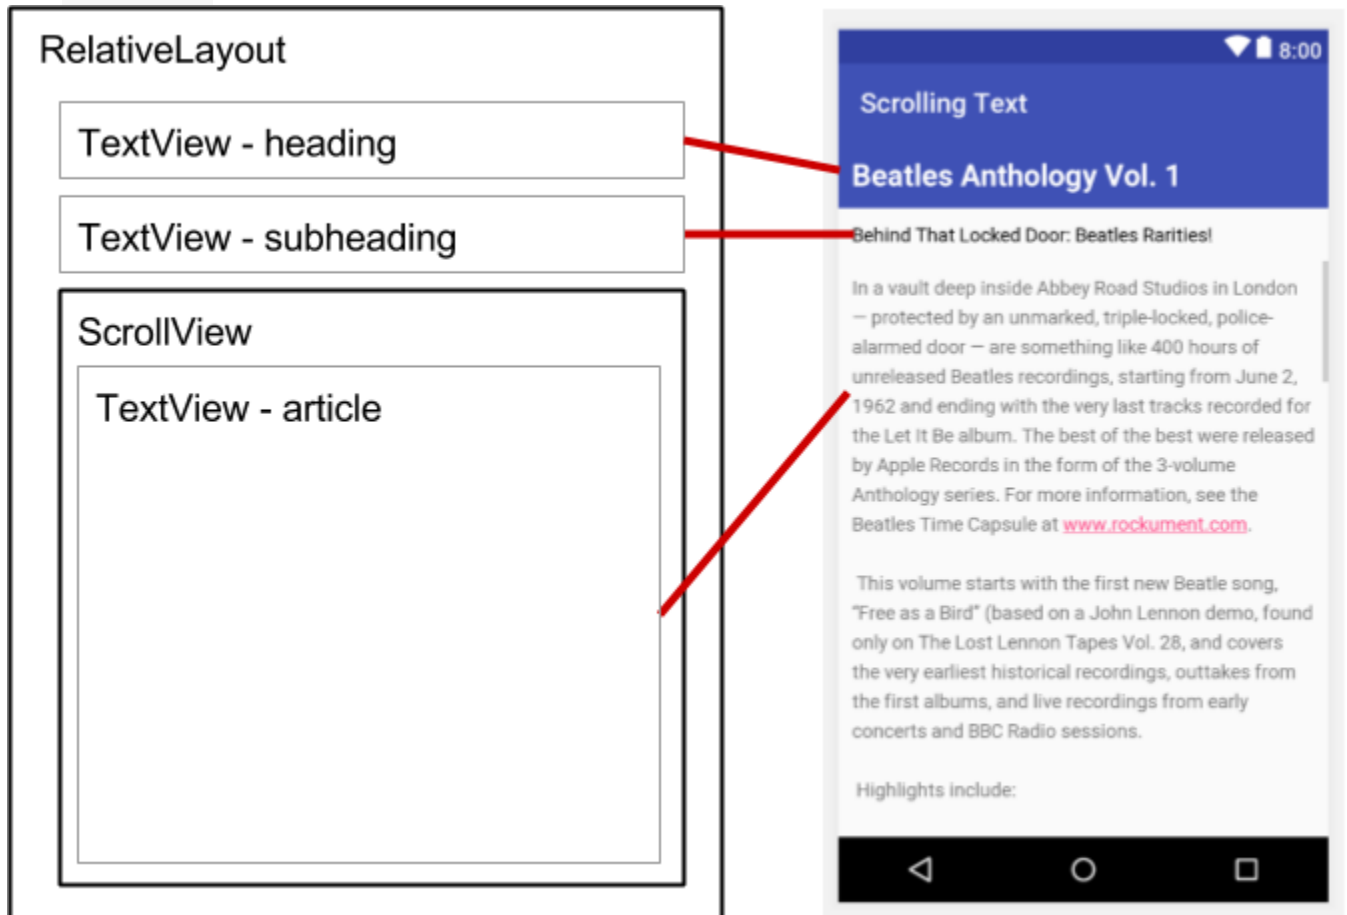 RelativeLayout
TextView - heading
TextView - subheading
ScrollView
TextView - article
8:00
Scrolling Text
Beatles Anthology Vol. 1
Behind That Locked Door: Beatles Rarities!
In a vault deep inside Abbey Road Studios in London
— protected by an unmarked, triple-locked, police-
alarmed door — are something like 400 hours of
unreleased Beatles recordings, starting from June 2,
1962 and ending with the very last tracks recorded for
the Let It Be album. The best of the best were released
by Apple Records in the form of the 3-volume
Anthology series. For more information, see the
Beatles Time Capsule at www.rockument.com.
This volume starts with the first new Beatle song,
“Free as a Bird” (based on a John Lennon demo, found
only on The Lost Lennon Tapes Vol. 28, and covers
the very earliest historical recordings, outtakes from
the first albums, and live recordings from early
concerts and BBC Radio sessions.
Highlights include: